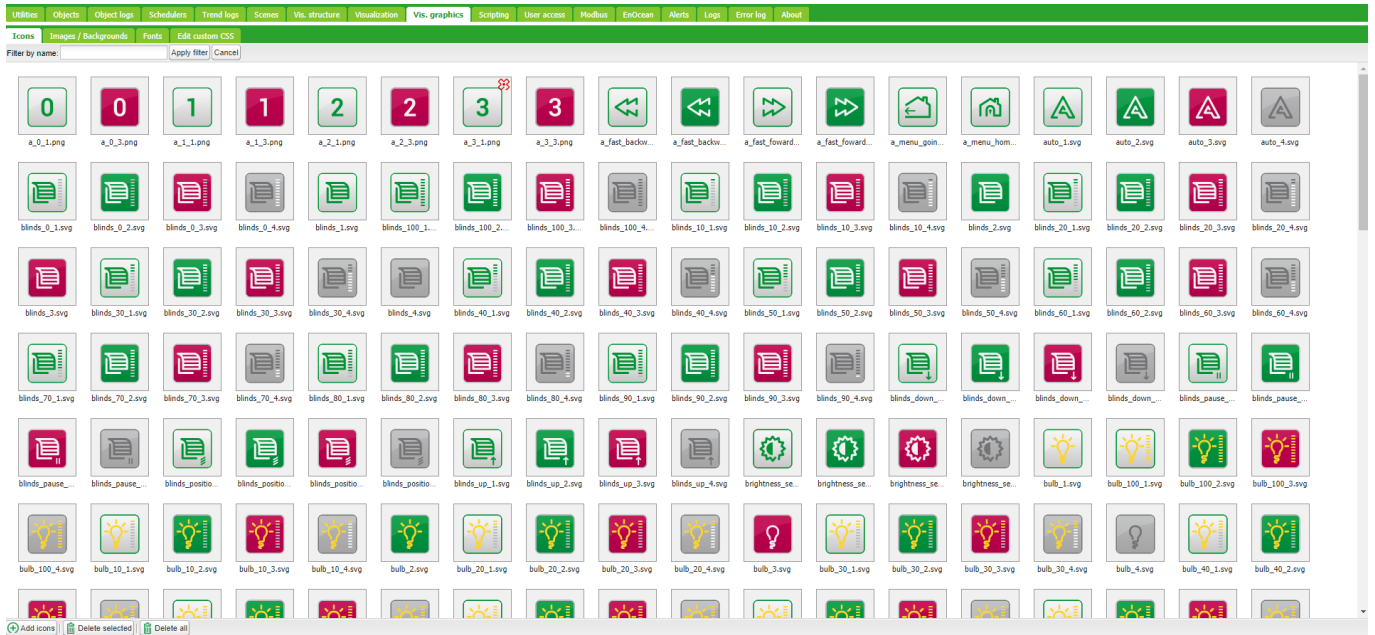 Utilities Objects Object logs Schedulers Trend logs Scenes Vis. structure Visualization Vis. graphics Scripting User access Modbus EnOcean Alerts Logs Error log About
Icons Images / Backgrounds Fonts Edit custom CSS
Filter by name: Apply filter Cancel
0 0 1 1 2 2 3 3
a_0_1.png a_0_3.png a_1_1.png a_1_3.png a_2_1.png a_2_3.png a_3_1.png a_3_3.png a_fast_backw... a_fast_backw... a_fast_foward... a_fast_foward... a_menu_goin... a_menu_hom... auto_1.svg auto_2.svg auto_3.svg auto_4.svg
blinds_0_1.svg blinds_0_2.svg blinds_0_3.svg blinds_0_4.svg blinds_1.svg blinds_100_1.... blinds_100_2.... blinds_100_3.... blinds_100_4.... blinds_10_1.svg blinds_10_2.svg blinds_10_3.svg blinds_10_4.svg blinds_2.svg blinds_20_1.svg blinds_20_2.svg blinds_20_3.svg blinds_20_4.svg
blinds_3.svg blinds_30_1.svg blinds_30_2.svg blinds_30_3.svg blinds_30_4.svg blinds_4.svg blinds_40_1.svg blinds_40_2.svg blinds_40_3.svg blinds_40_4.svg blinds_50_1.svg blinds_50_2.svg blinds_50_3.svg blinds_50_4.svg blinds_60_1.svg blinds_60_2.svg blinds_60_3.svg blinds_60_4.svg
blinds_70_1.svg blinds_70_2.svg blinds_70_3.svg blinds_70_4.svg blinds_80_1.svg blinds_80_2.svg blinds_80_3.svg blinds_80_4.svg blinds_90_1.svg blinds_90_2.svg blinds_90_3.svg blinds_90_4.svg blinds_down_... blinds_down_... blinds_down_... blinds_down_... blinds_pause_... blinds_pause_...
blinds_pause_... blinds_pause_... blinds_positio... blinds_positio... blinds_positio... blinds_positio... blinds_up_1.svg blinds_up_2.svg blinds_up_3.svg blinds_up_4.svg brightness_se... brightness_se... brightness_se... brightness_se... bulb_1.svg bulb_100_1.svg bulb_100_2.svg bulb_100_3.svg
bulb_100_4.svg bulb_10_1.svg bulb_10_2.svg bulb_10_3.svg bulb_10_4.svg bulb_2.svg bulb_20_1.svg bulb_20_2.svg bulb_20_3.svg bulb_20_4.svg bulb_3.svg bulb_30_1.svg bulb_30_2.svg bulb_30_3.svg bulb_30_4.svg bulb_4.svg bulb_40_1.svg bulb_40_2.svg
Add icons Delete selected Delete all